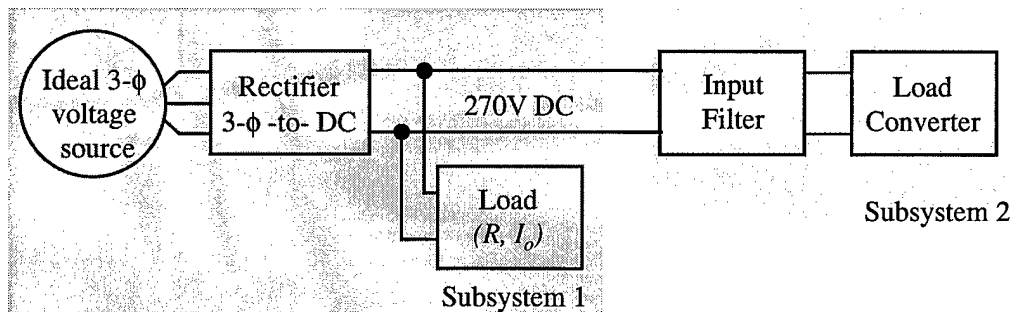 Ideal 3-ϕ
voltage
source
Rectifier
3-ϕ -to- DC
270V DC
Input
Filter
Load
Converter
Load
(R, Iₒ)
Subsystem 2
Subsystem 1